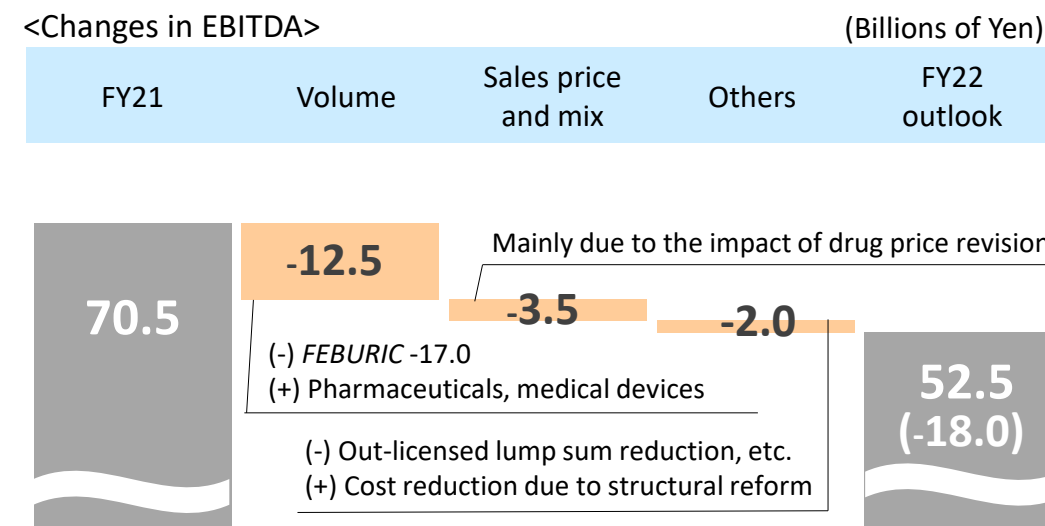 <Changes in EBITDA>
(Billions of Yen)
FY21
Volume
Sales price
and mix
Others
FY22
outlook
70.5
-12.5
Mainly due to the impact of drug price revision
-3.5
-2.0
(-) FEBURIC -17.0
(+) Pharmaceuticals, medical devices
52.5
(-18.0)
(-) Out-licensed lump sum reduction, etc.
(+) Cost reduction due to structural reform